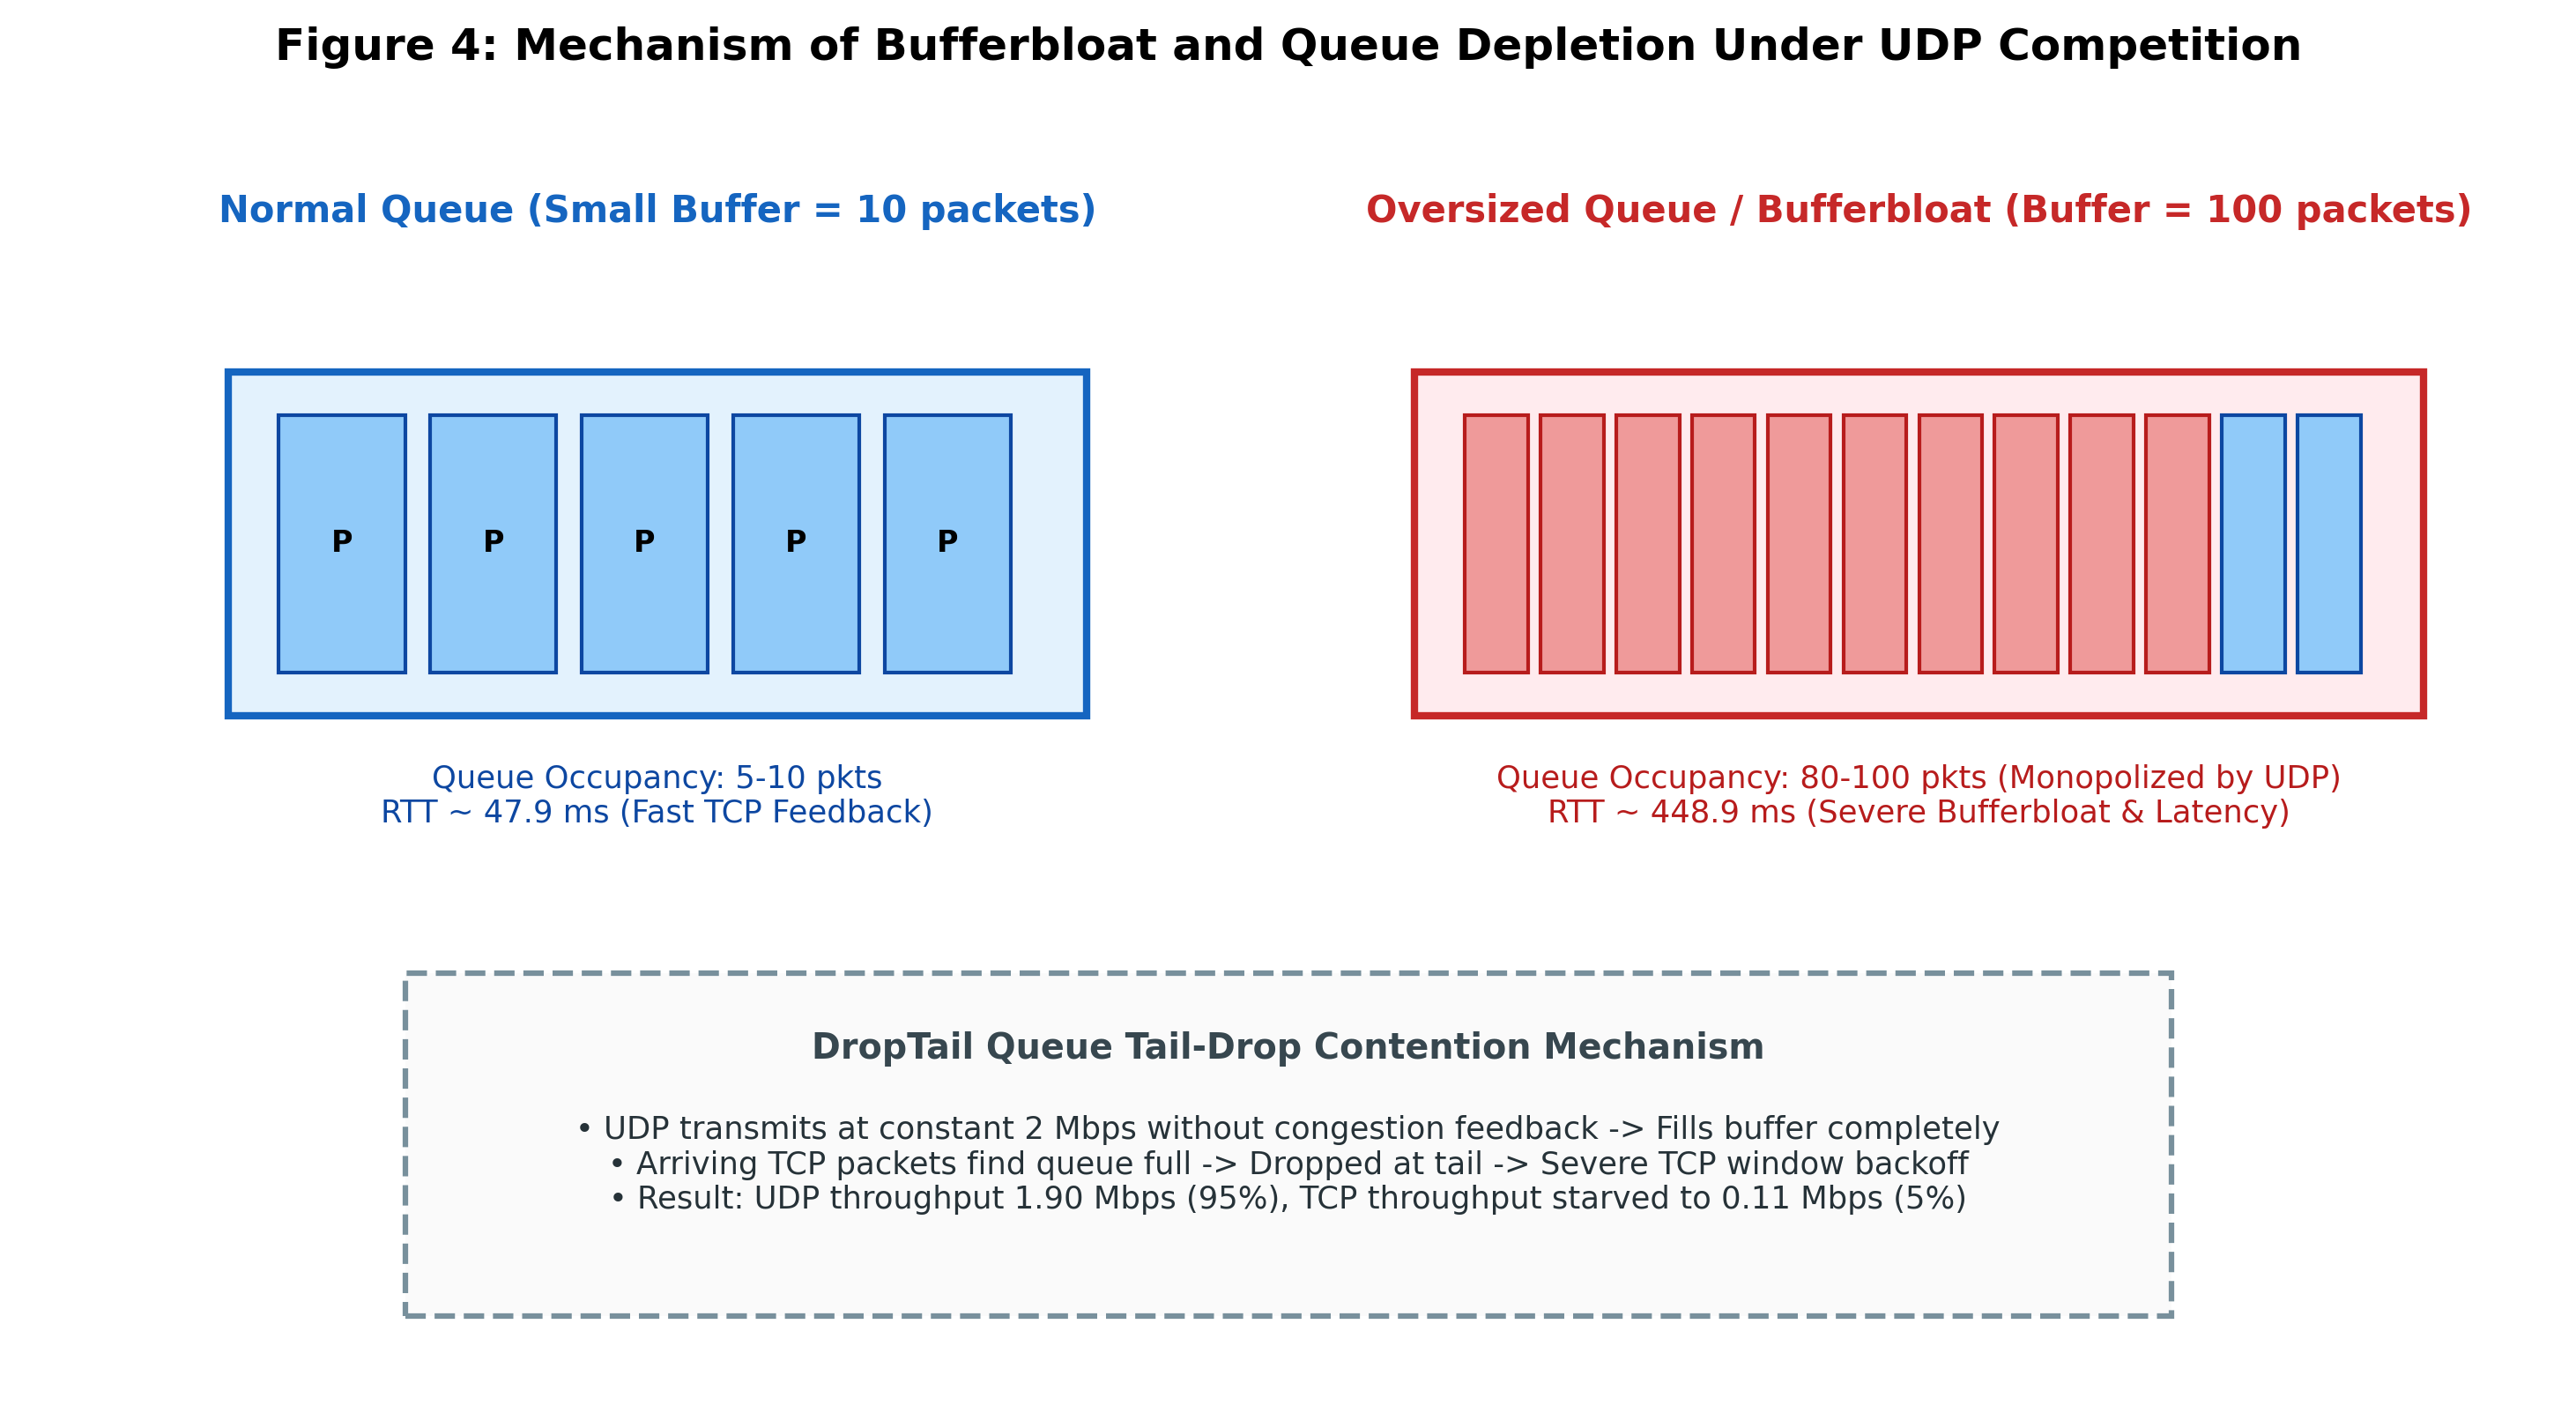 Figure 4: Mechanism of Bufferbloat and Queue Depletion Under UDP Competition
Normal Queue (Small Buffer = 10 packets)
Oversized Queue / Bufferbloat (Buffer = 100 packets)
P P P P P
Queue Occupancy: 5-10 pkts
RTT ~ 47.9 ms (Fast TCP Feedback)
Queue Occupancy: 80-100 pkts (Monopolized by UDP)
RTT ~ 448.9 ms (Severe Bufferbloat & Latency)
DropTail Queue Tail-Drop Contention Mechanism
• UDP transmits at constant 2 Mbps without congestion feedback -> Fills buffer completely
• Arriving TCP packets find queue full -> Dropped at tail -> Severe TCP window backoff
• Result: UDP throughput 1.90 Mbps (95%), TCP throughput starved to 0.11 Mbps (5%)